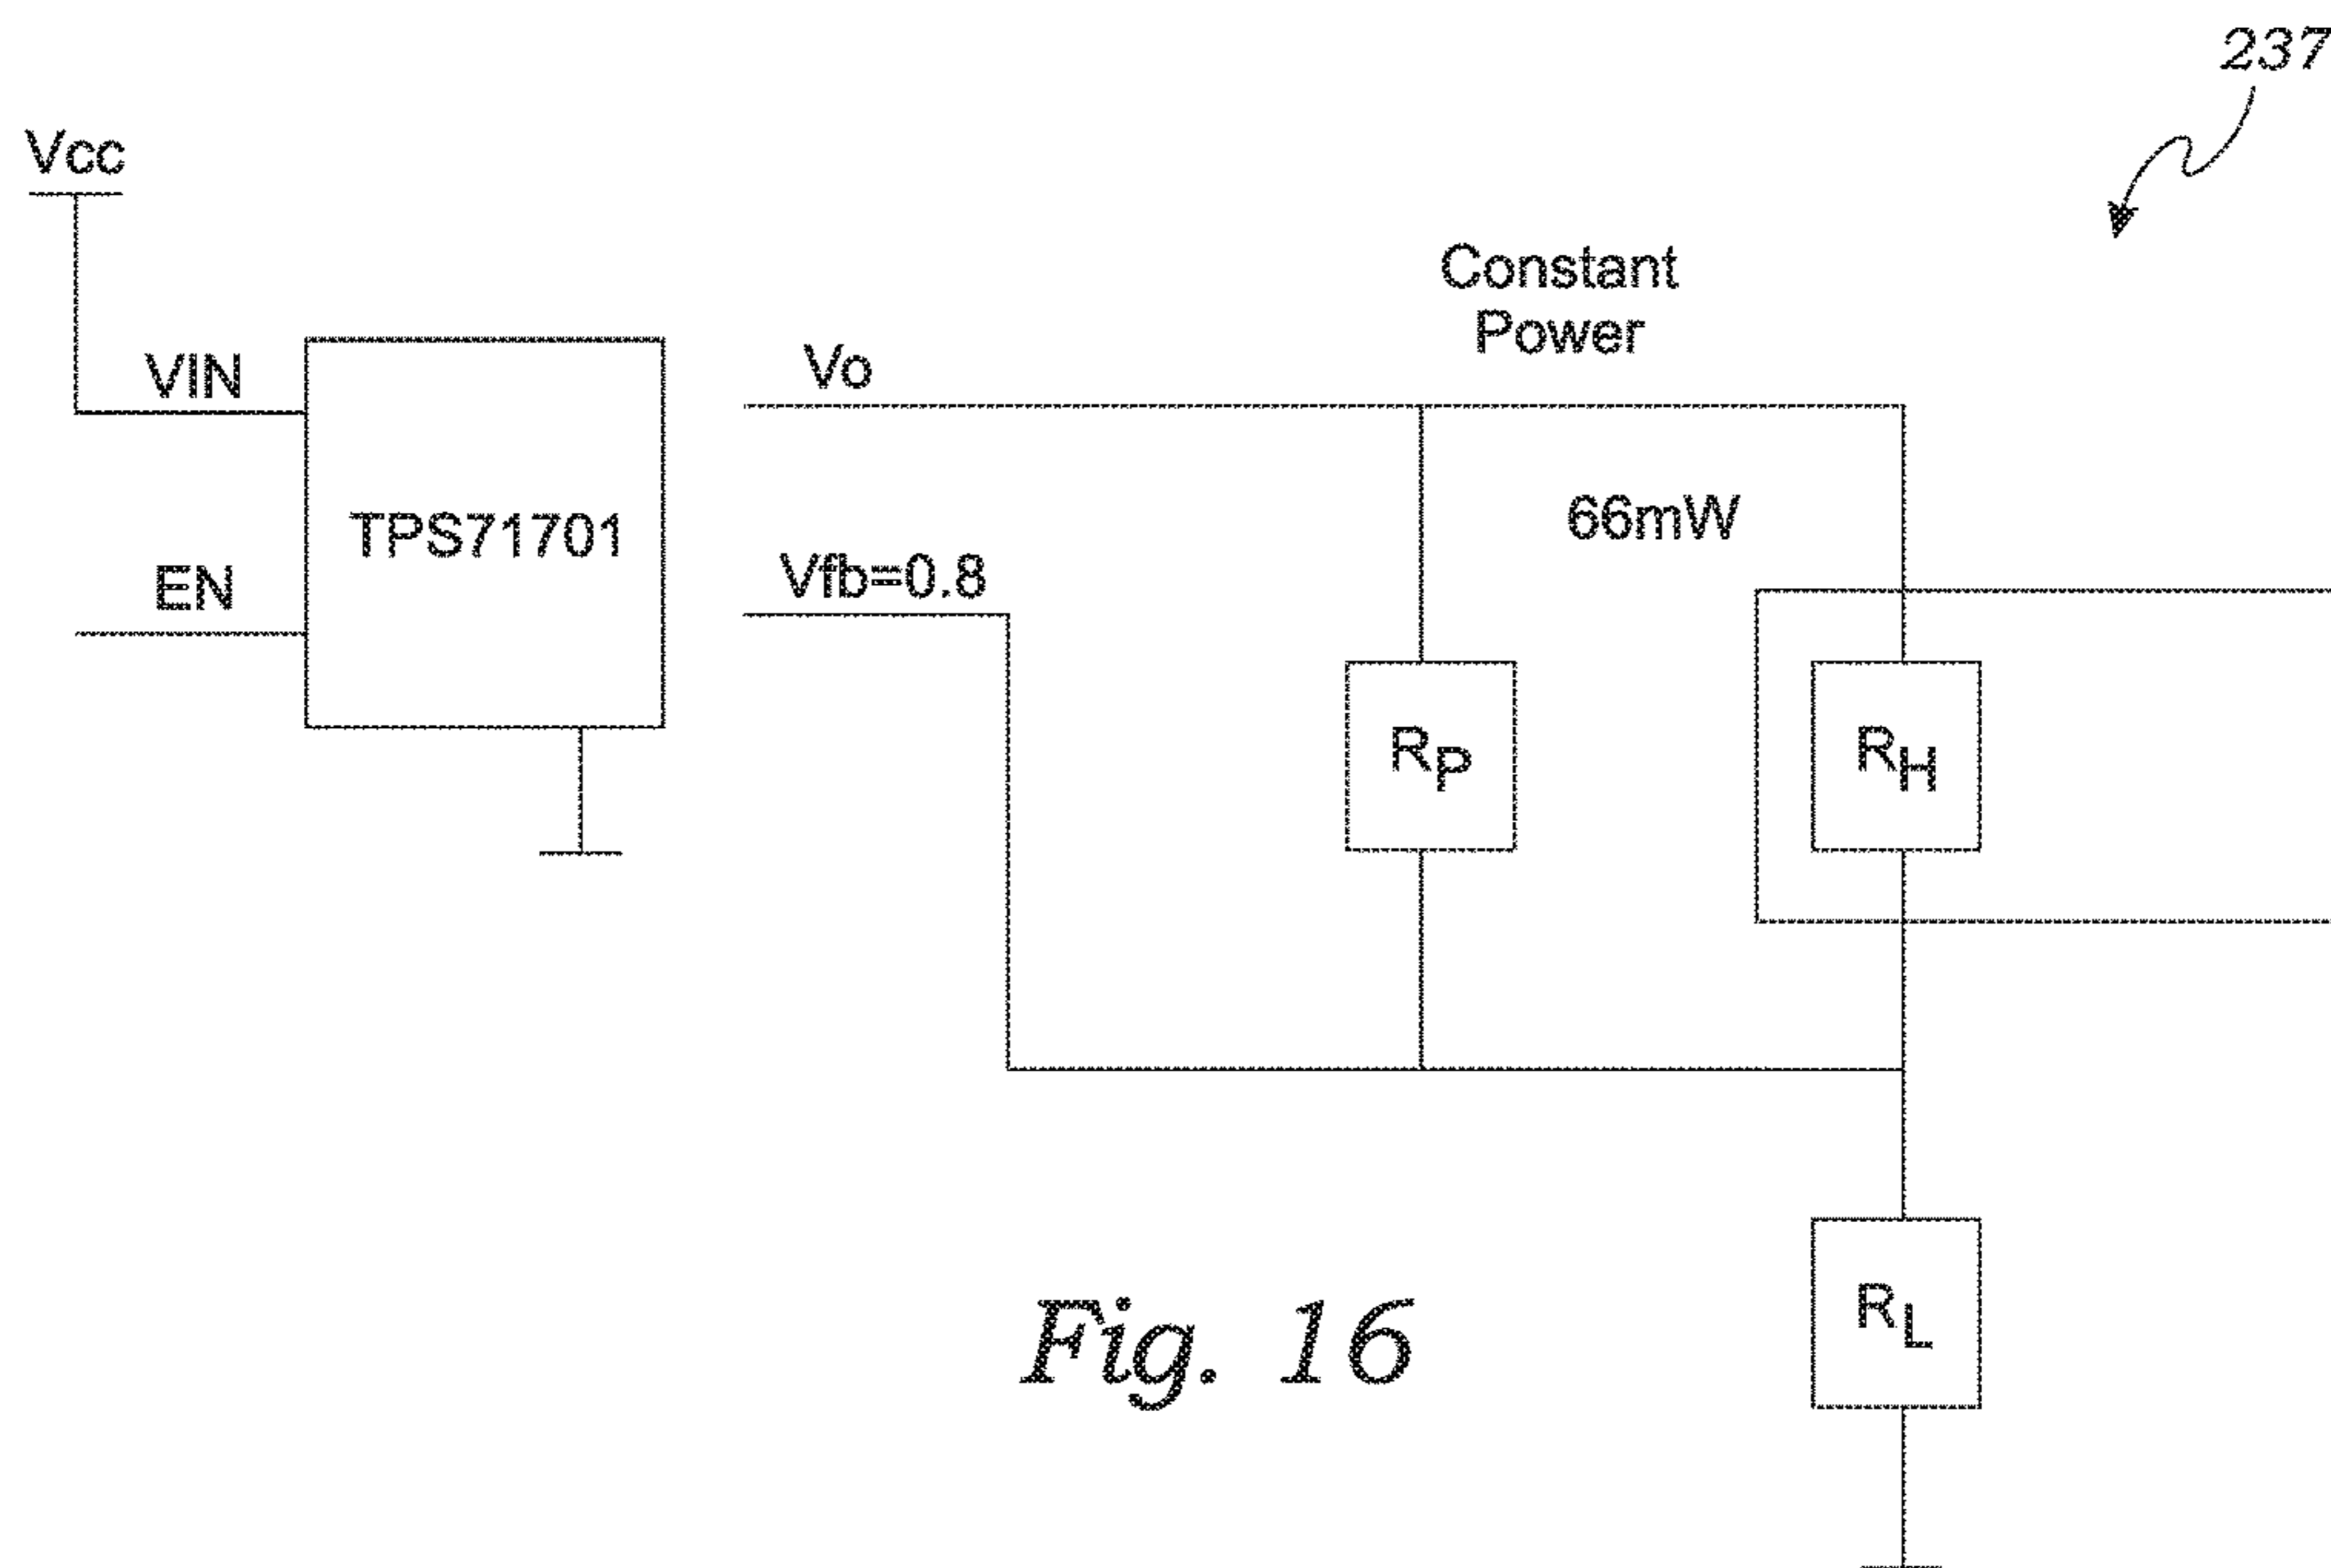 237
Vcc
Constant
Power
VIN
Vo
66mW
TPS71701
EN
Vfb=0.8
RP
RH
RL
Fig. 16